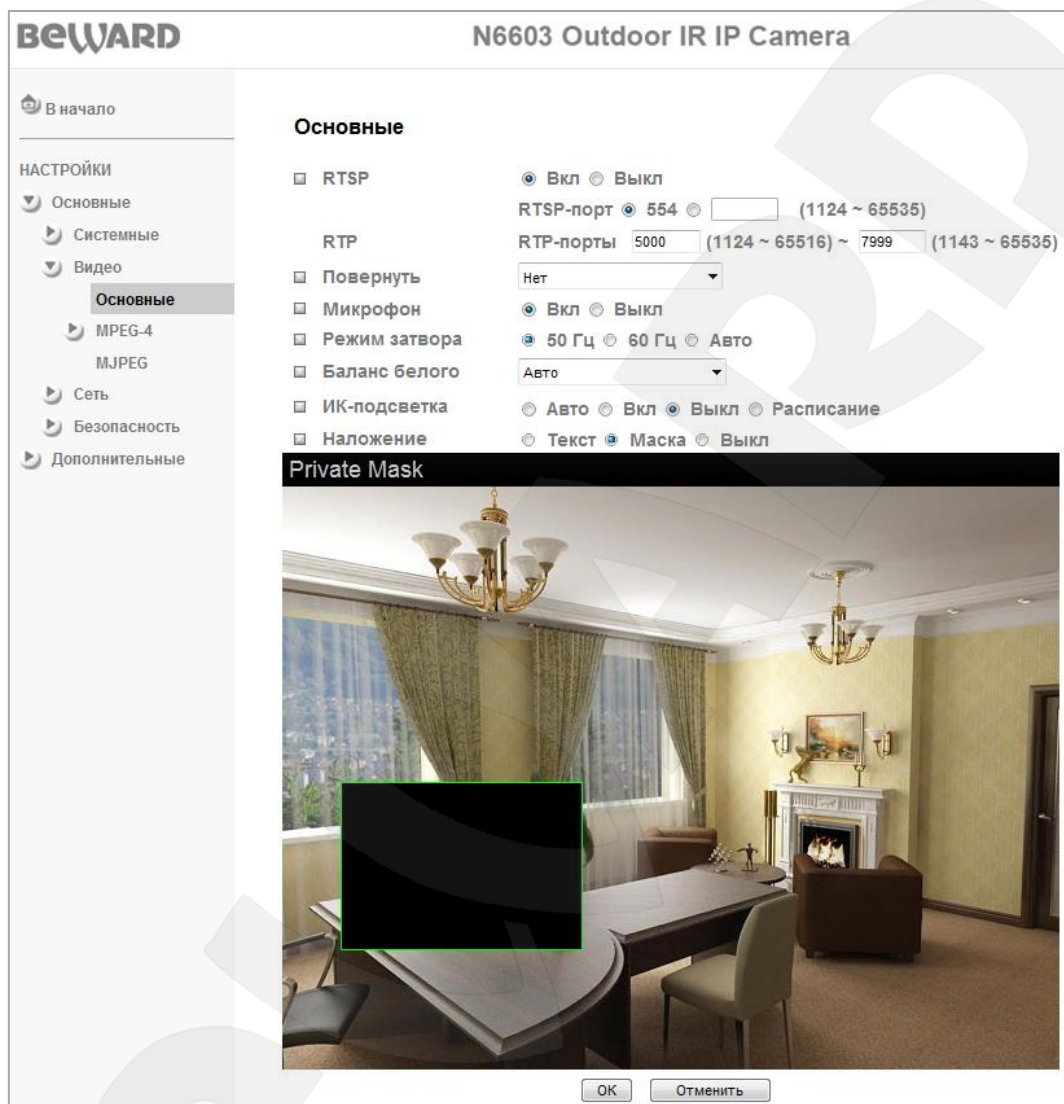 BEWARD
N6603 Outdoor IR IP Camera
В начало
НАСТРОЙКИ
Основные
Системные
Видео
Основные
MPEG-4
MJPEG
Сеть
Безопасность
Дополнительные
Основные
RTSP Вкл Выкл
RTSP-порт 554 (1124 ~ 65535)
RTP RTP-порты 5000 (1124 ~ 65516) ~ 7999 (1143 ~ 65535)
Повернуть Нет
Микрофон Вкл Выкл
Режим затвора 50 Гц 60 Гц Авто
Баланс белого Авто
ИК-подсветка Авто Вкл Выкл Расписание
Наложение Текст Маска Выкл
Private Mask
OK Отменить